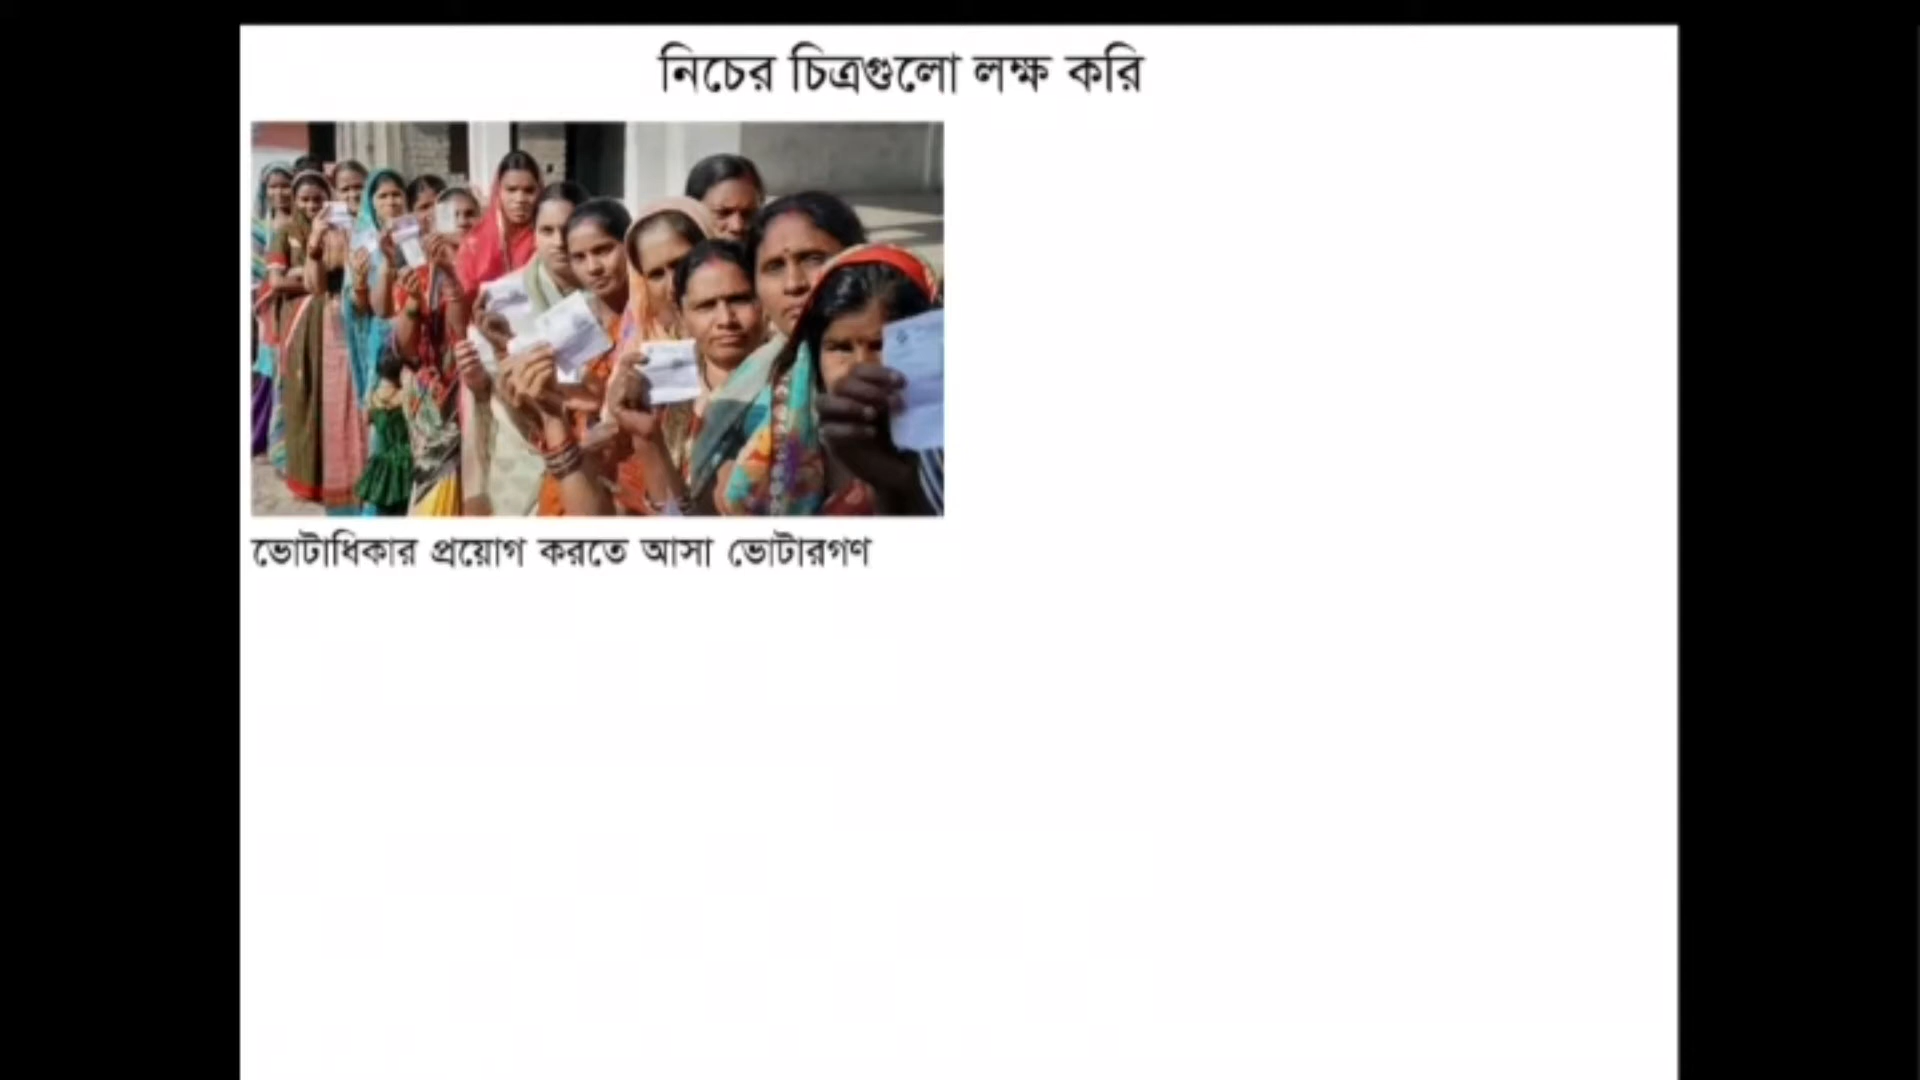 নিচের চিত্রগুলো লক্ষ করি
ভোটাধিকার প্রয়োগ করতে আসা ভোটারগণ